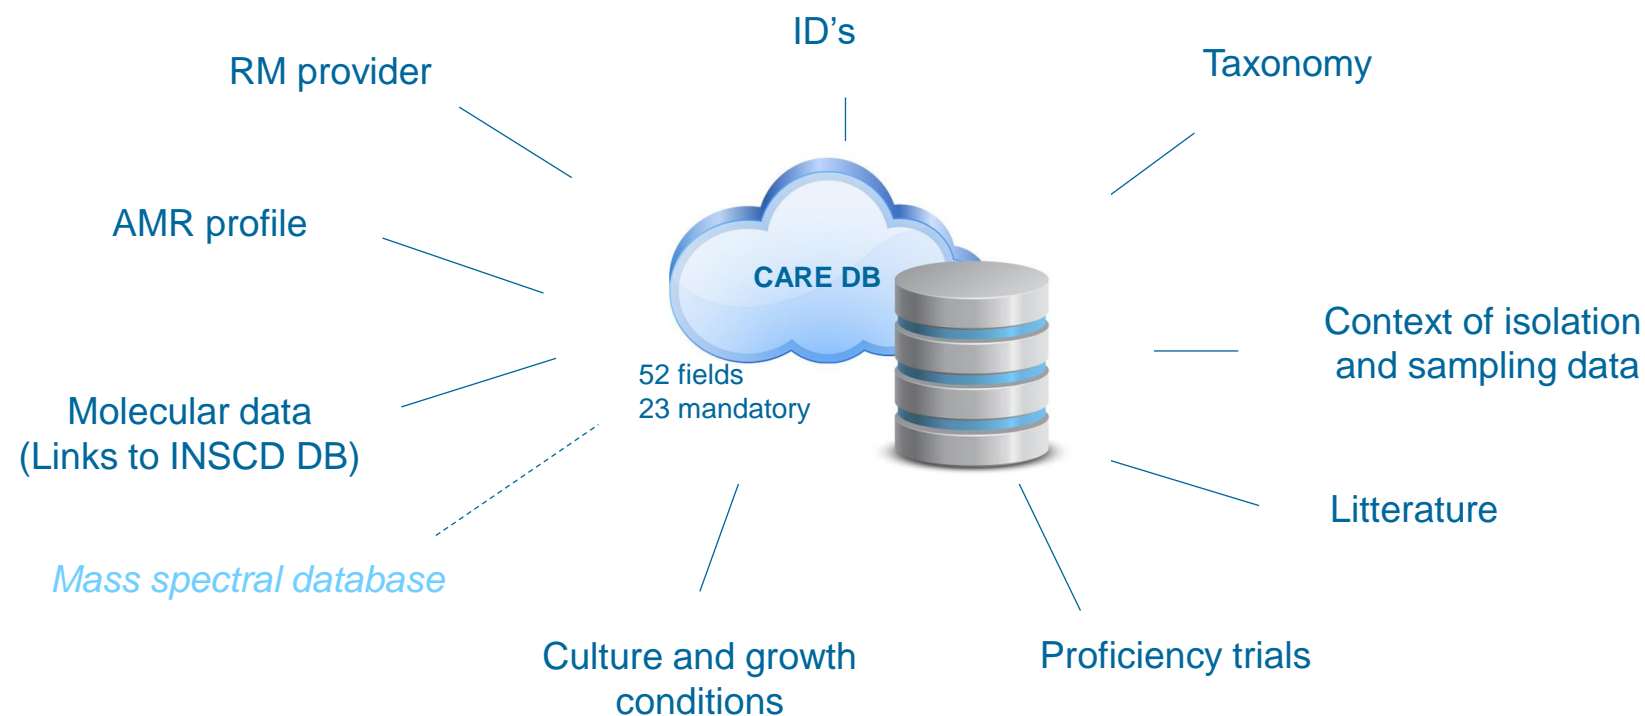 ID's
RM provider
Taxonomy
AMR profile
CARE DB
Context of isolation
and sampling data
52 fields
23 mandatory
Molecular data
(Links to INSCD DB)
Litterature
Mass spectral database
Culture and growth
conditions
Proficiency trials